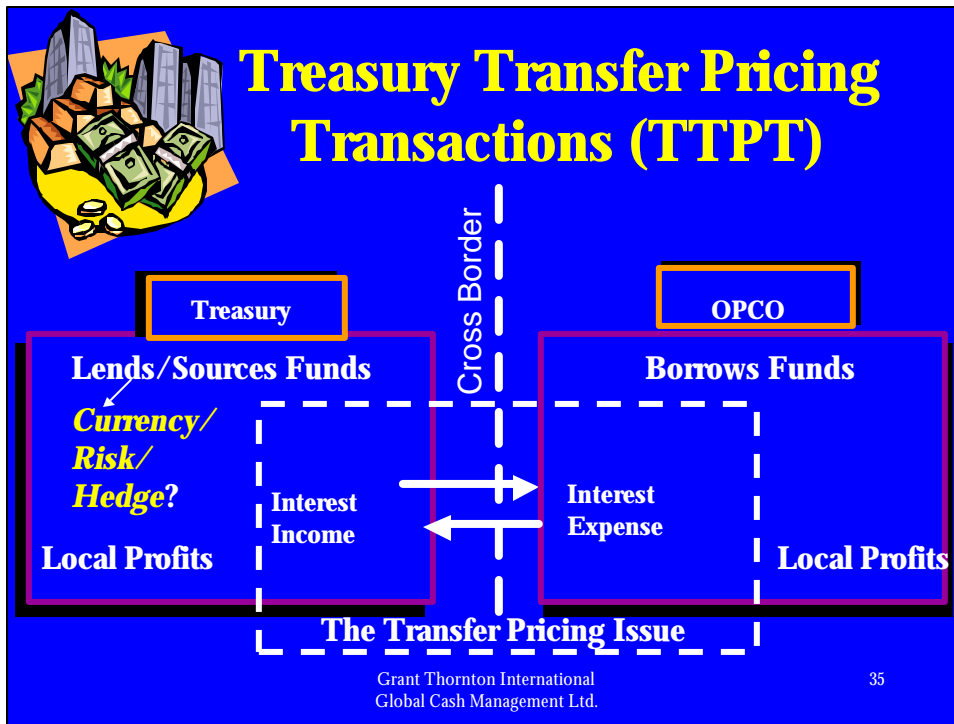 Treasury Transfer Pricing
Transactions (TTPT)
Cross Border
Treasury
OPCO
Lends/Sources Funds
Currency/
Risk/
Hedge?
Interest
Income
Local Profits
Borrows Funds
Interest
Expense
Local Profits
The Transfer Pricing Issue
Grant Thornton International
Global Cash Management Ltd.
35